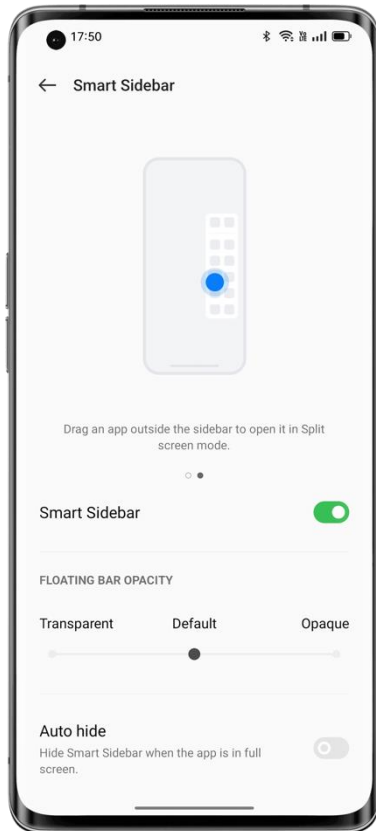 17:50
Smart Sidebar
Drag an app outside the sidebar to open it in Split
screen mode.
Smart Sidebar
FLOATING BAR OPACITY
Transparent Default Opaque
Auto hide
Hide Smart Sidebar when the app is in full
screen.